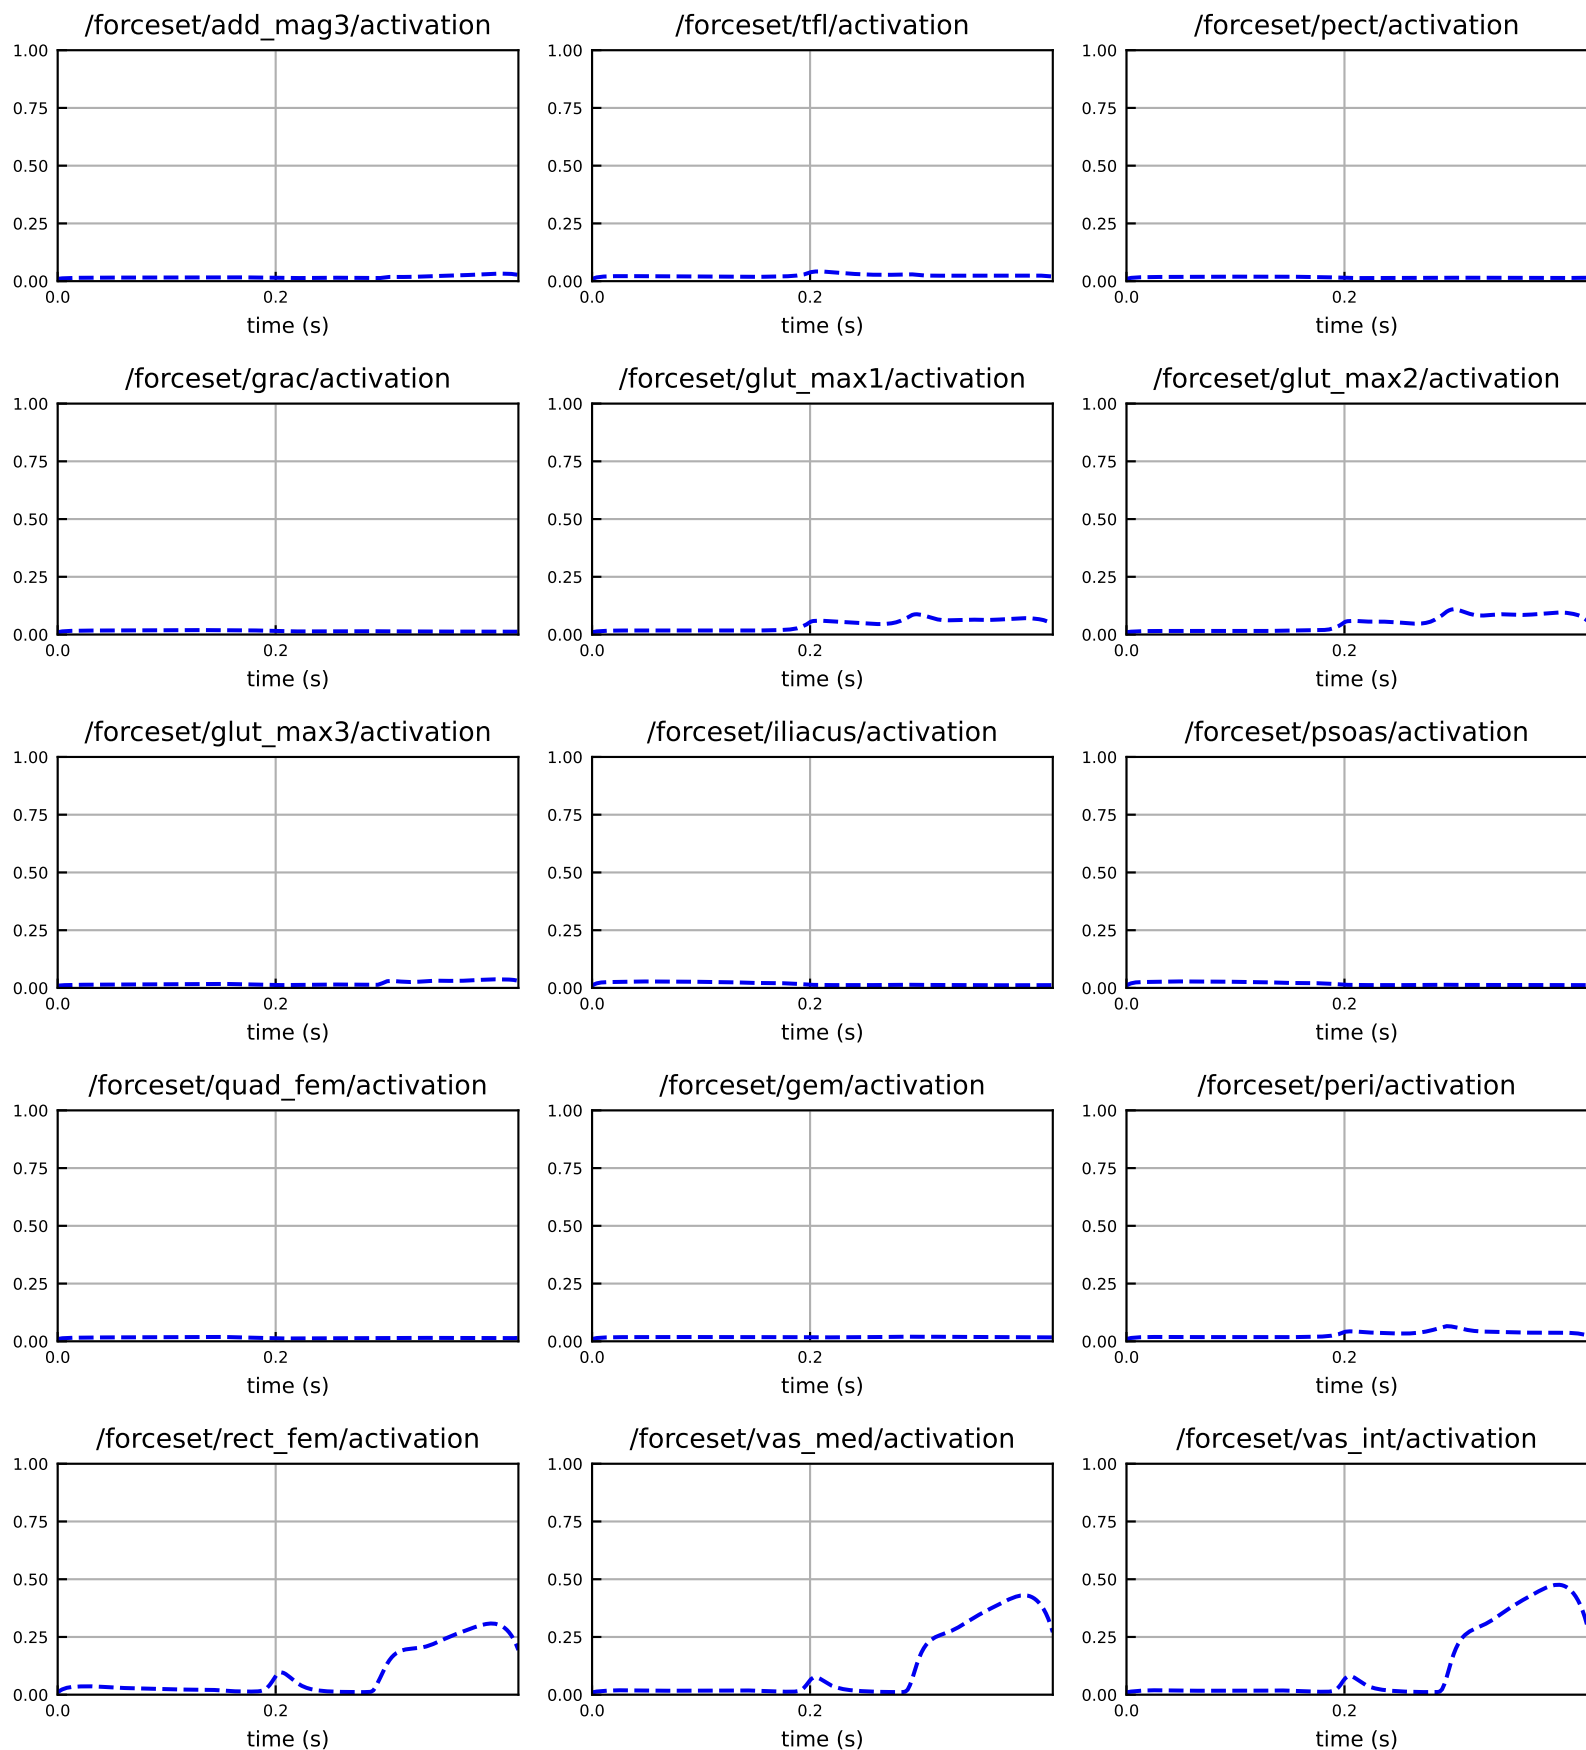 /forceset/add_mag3/activation /forceset/tfl/activation /forceset/pect/activation
1.00 1.00 1.00
0.75 0.75 0.75
0.50 0.50 0.50
0.25 0.25 0.25
0.00 0.00 0.00
0.0 0.2 0.0 0.2 0.0 0.2
time (s) time (s) time (s)
/forceset/grac/activation /forceset/glut_max1/activation /forceset/glut_max2/activation
1.00 1.00 1.00
0.75 0.75 0.75
0.50 0.50 0.50
0.25 0.25 0.25
0.00 0.00 0.00
0.0 0.2 0.0 0.2 0.0 0.2
time (s) time (s) time (s)
/forceset/glut_max3/activation /forceset/iliacus/activation /forceset/psoas/activation
1.00 1.00 1.00
0.75 0.75 0.75
0.50 0.50 0.50
0.25 0.25 0.25
0.00 0.00 0.00
0.0 0.2 0.0 0.2 0.0 0.2
time (s) time (s) time (s)
/forceset/quad_fem/activation /forceset/gem/activation /forceset/peri/activation
1.00 1.00 1.00
0.75 0.75 0.75
0.50 0.50 0.50
0.25 0.25 0.25
0.00 0.00 0.00
0.0 0.2 0.0 0.2 0.0 0.2
time (s) time (s) time (s)
/forceset/rect_fem/activation /forceset/vas_med/activation /forceset/vas_int/activation
1.00 1.00 1.00
0.75 0.75 0.75
0.50 0.50 0.50
0.25 0.25 0.25
0.00 0.00 0.00
0.0 0.2 0.0 0.2 0.0 0.2
time (s) time (s) time (s)